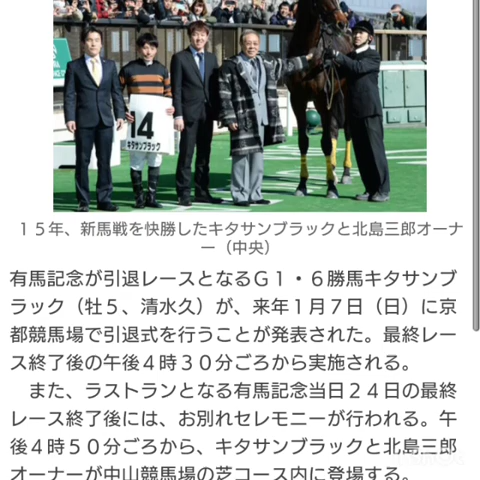 14
キタサンブラック
１５年、新馬戦を快勝したキタサンブラックと北島三郎オーナ
ー（中央）
有馬記念が引退レースとなるＧ１・６勝馬キタサンブ
ラック（牡５、清水久）が、来年１月７日（日）に京
都競馬場で引退式を行うことが発表された。最終レー
ス終了後の午後４時３０分ごろから実施される。
　また、ラストランとなる有馬記念当日２４日の最終
レース終了後には、お別れセレモニーが行われる。午
後４時５０分ごろから、キタサンブラックと北島三郎
オーナーが中山競馬場の芝コース内に登場する。